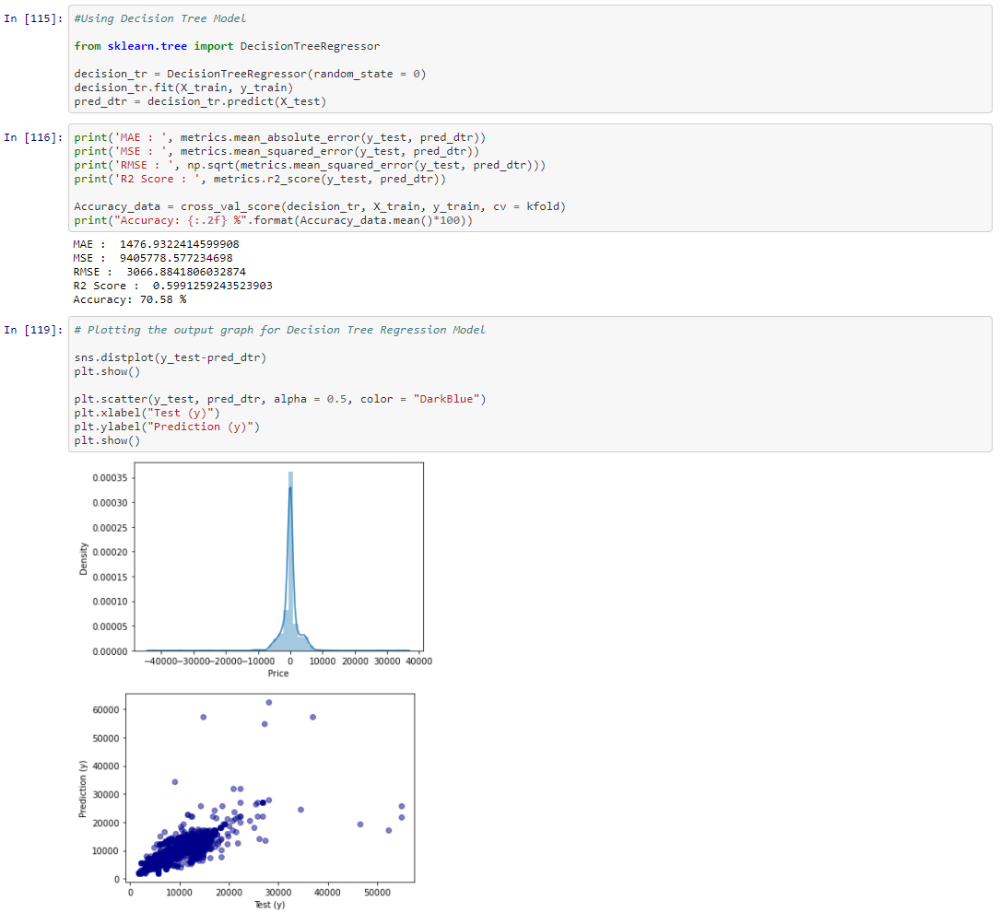 In [115]:
#Using Decision Tree Model
from sklearn.tree import DecisionTreeRegressor
decision_tr = DecisionTreeRegressor(random_state = 0)
decision_tr.fit(X_train, y_train)
pred_dtr = decision_tr.predict(X_test)
In [116]:
print('MAE : ', metrics.mean_absolute_error(y_test, pred_dtr))
print('MSE : ', metrics.mean_squared_error(y_test, pred_dtr))
print('RMSE : ', np.sqrt(metrics.mean_squared_error(y_test, pred_dtr)))
print('R2 Score : ', metrics.r2_score(y_test, pred_dtr))
Accuracy_data = cross_val_score(decision_tr, X_train, y_train, cv = kfold)
print("Accuracy: {:.2f} %".format(Accuracy_data.mean()*100))
MAE :  1476.9322414599908
MSE :  9405778.577234698
RMSE :  3066.8841806032874
R2 Score :  0.5991259243523903
Accuracy: 70.58 %
In [119]:
# Plotting the output graph for Decision Tree Regression Model
sns.distplot(y_test-pred_dtr)
plt.show()
plt.scatter(y_test, pred_dtr, alpha = 0.5, color = "DarkBlue")
plt.xlabel("Test (y)")
plt.ylabel("Prediction (y)")
plt.show()
Density
0.00035
0.00030
0.00025
0.00020
0.00015
0.00010
0.00005
0.00000
−40000 −30000 −20000 −10000 0 10000 20000 30000 40000
Price
Prediction (y)
60000
50000
40000
30000
20000
10000
0
0 10000 20000 30000 40000 50000
Test (y)